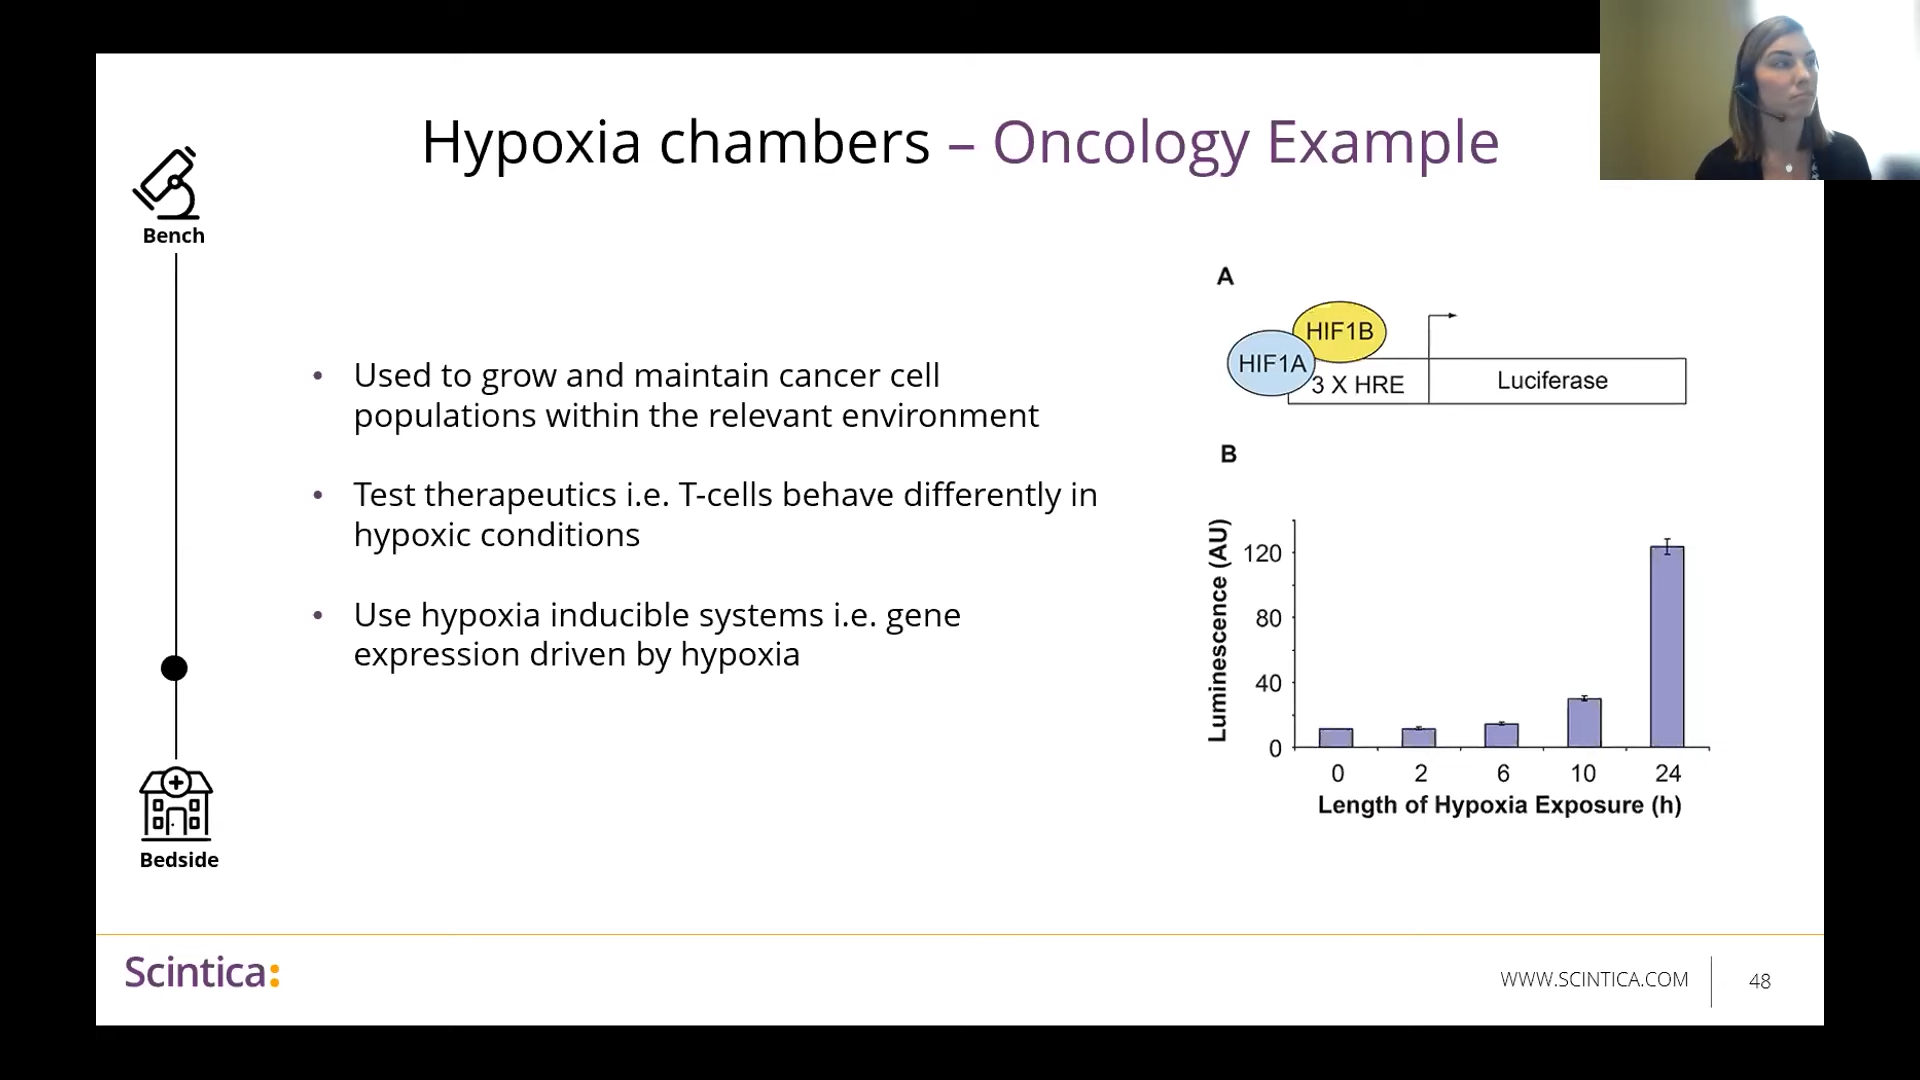 Hypoxia chambers – Oncology Example
Bench
• Used to grow and maintain cancer cell
populations within the relevant environment
• Test therapeutics i.e. T-cells behave differently in
hypoxic conditions
• Use hypoxia inducible systems i.e. gene
expression driven by hypoxia
Bedside
A
HIF1B
HIF1A
3 X HRE
Luciferase
B
Luminescence (AU)
120
80
40
0
0 2 6 10 24
Length of Hypoxia Exposure (h)
Scintica:
WWW.SCINTICA.COM
48